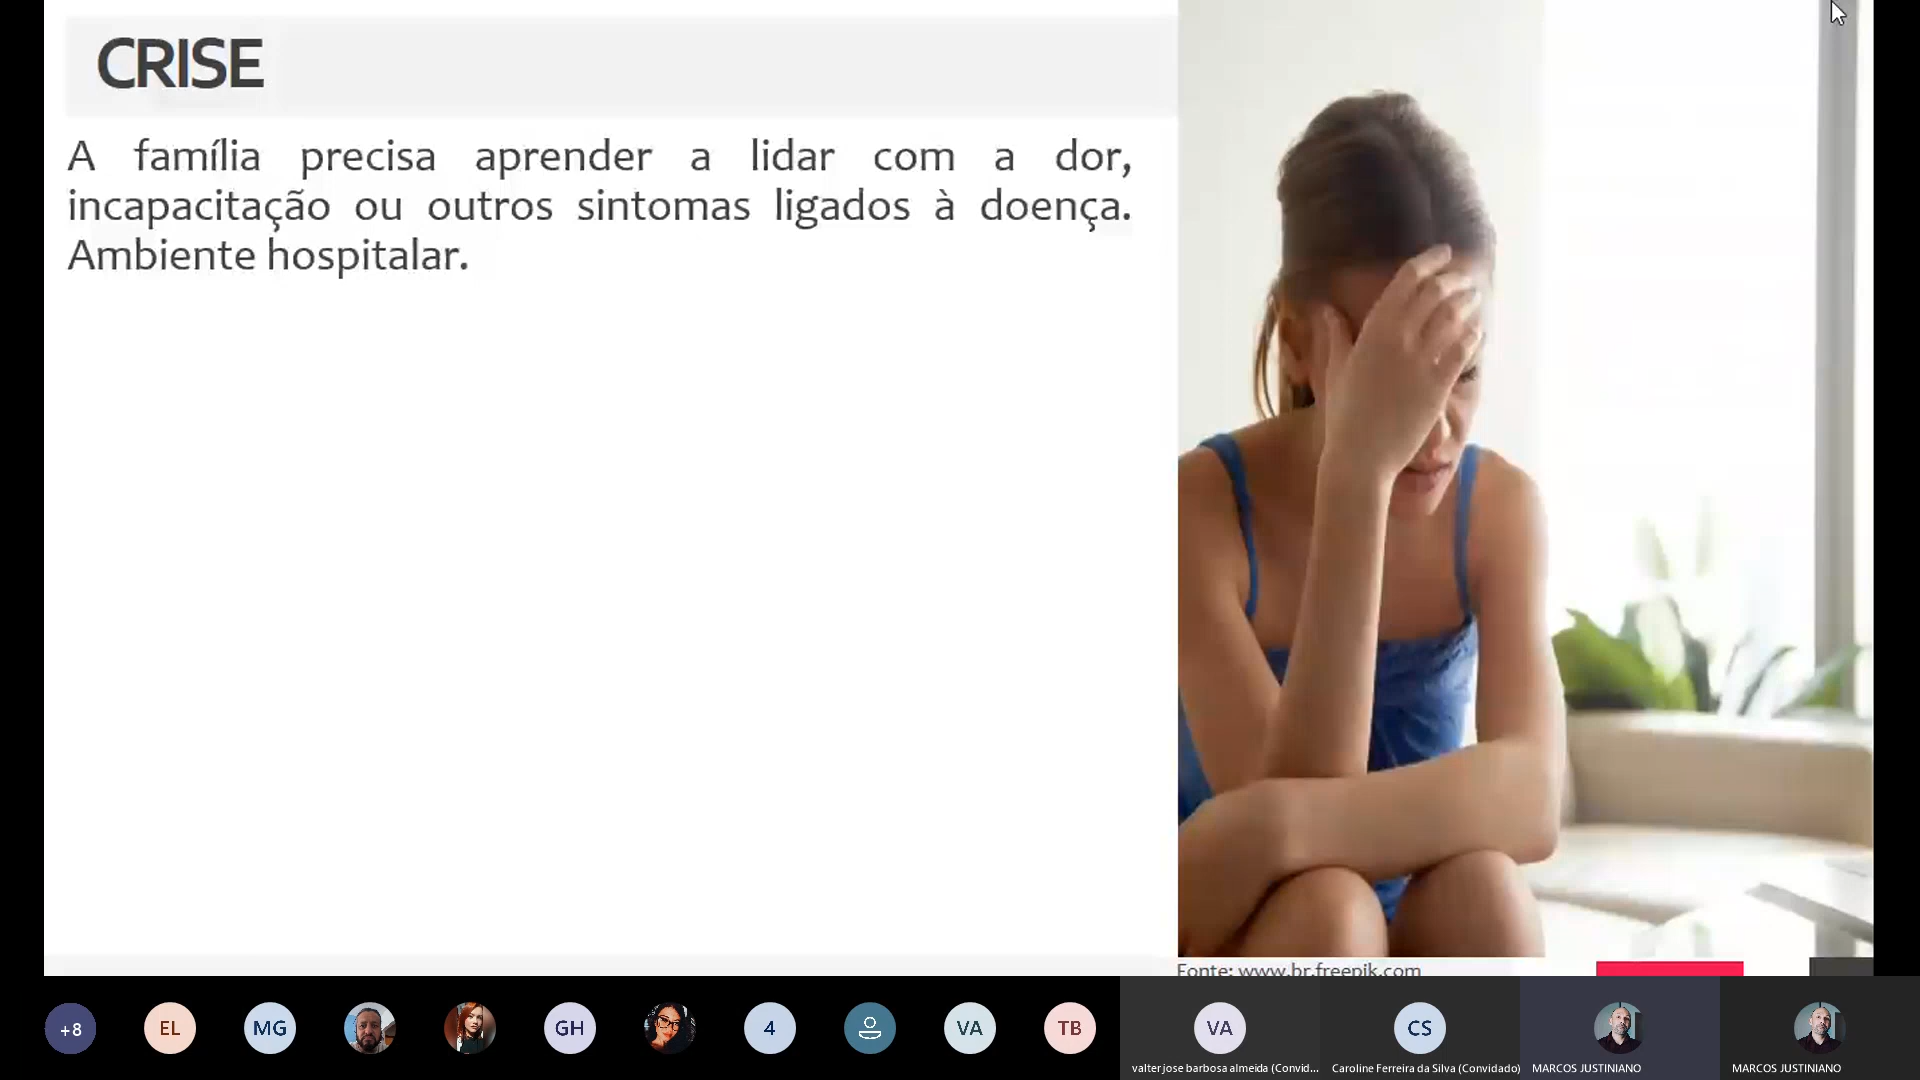 CRISE
A família precisa aprender a lidar com a dor,
incapacitação ou outros sintomas ligados à doença.
Ambiente hospitalar.
Fonte: www.br.freepik.com
+8
EL
MG
GH
4
VA
TB
VA
CS
valter jose barbosa almeida (Convid...
Caroline Ferreira da Silva (Convidado)
MARCOS JUSTINIANO
MARCOS JUSTINIANO